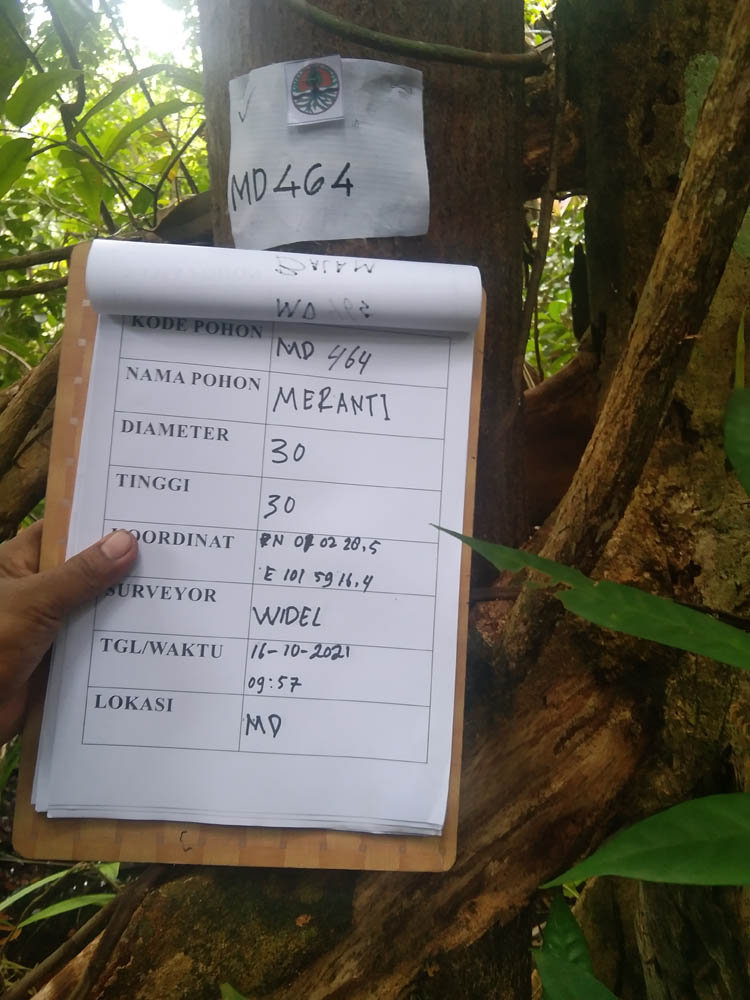 MD464
KODE POHON MD 464
NAMA POHON MERANTI
DIAMETER 30
TINGGI 30
KOORDINAT N 01 02 28,5
E 101 59 16,4
SURVEYOR WIDEL
TGL/WAKTU 16-10-2021
09:57
LOKASI MD